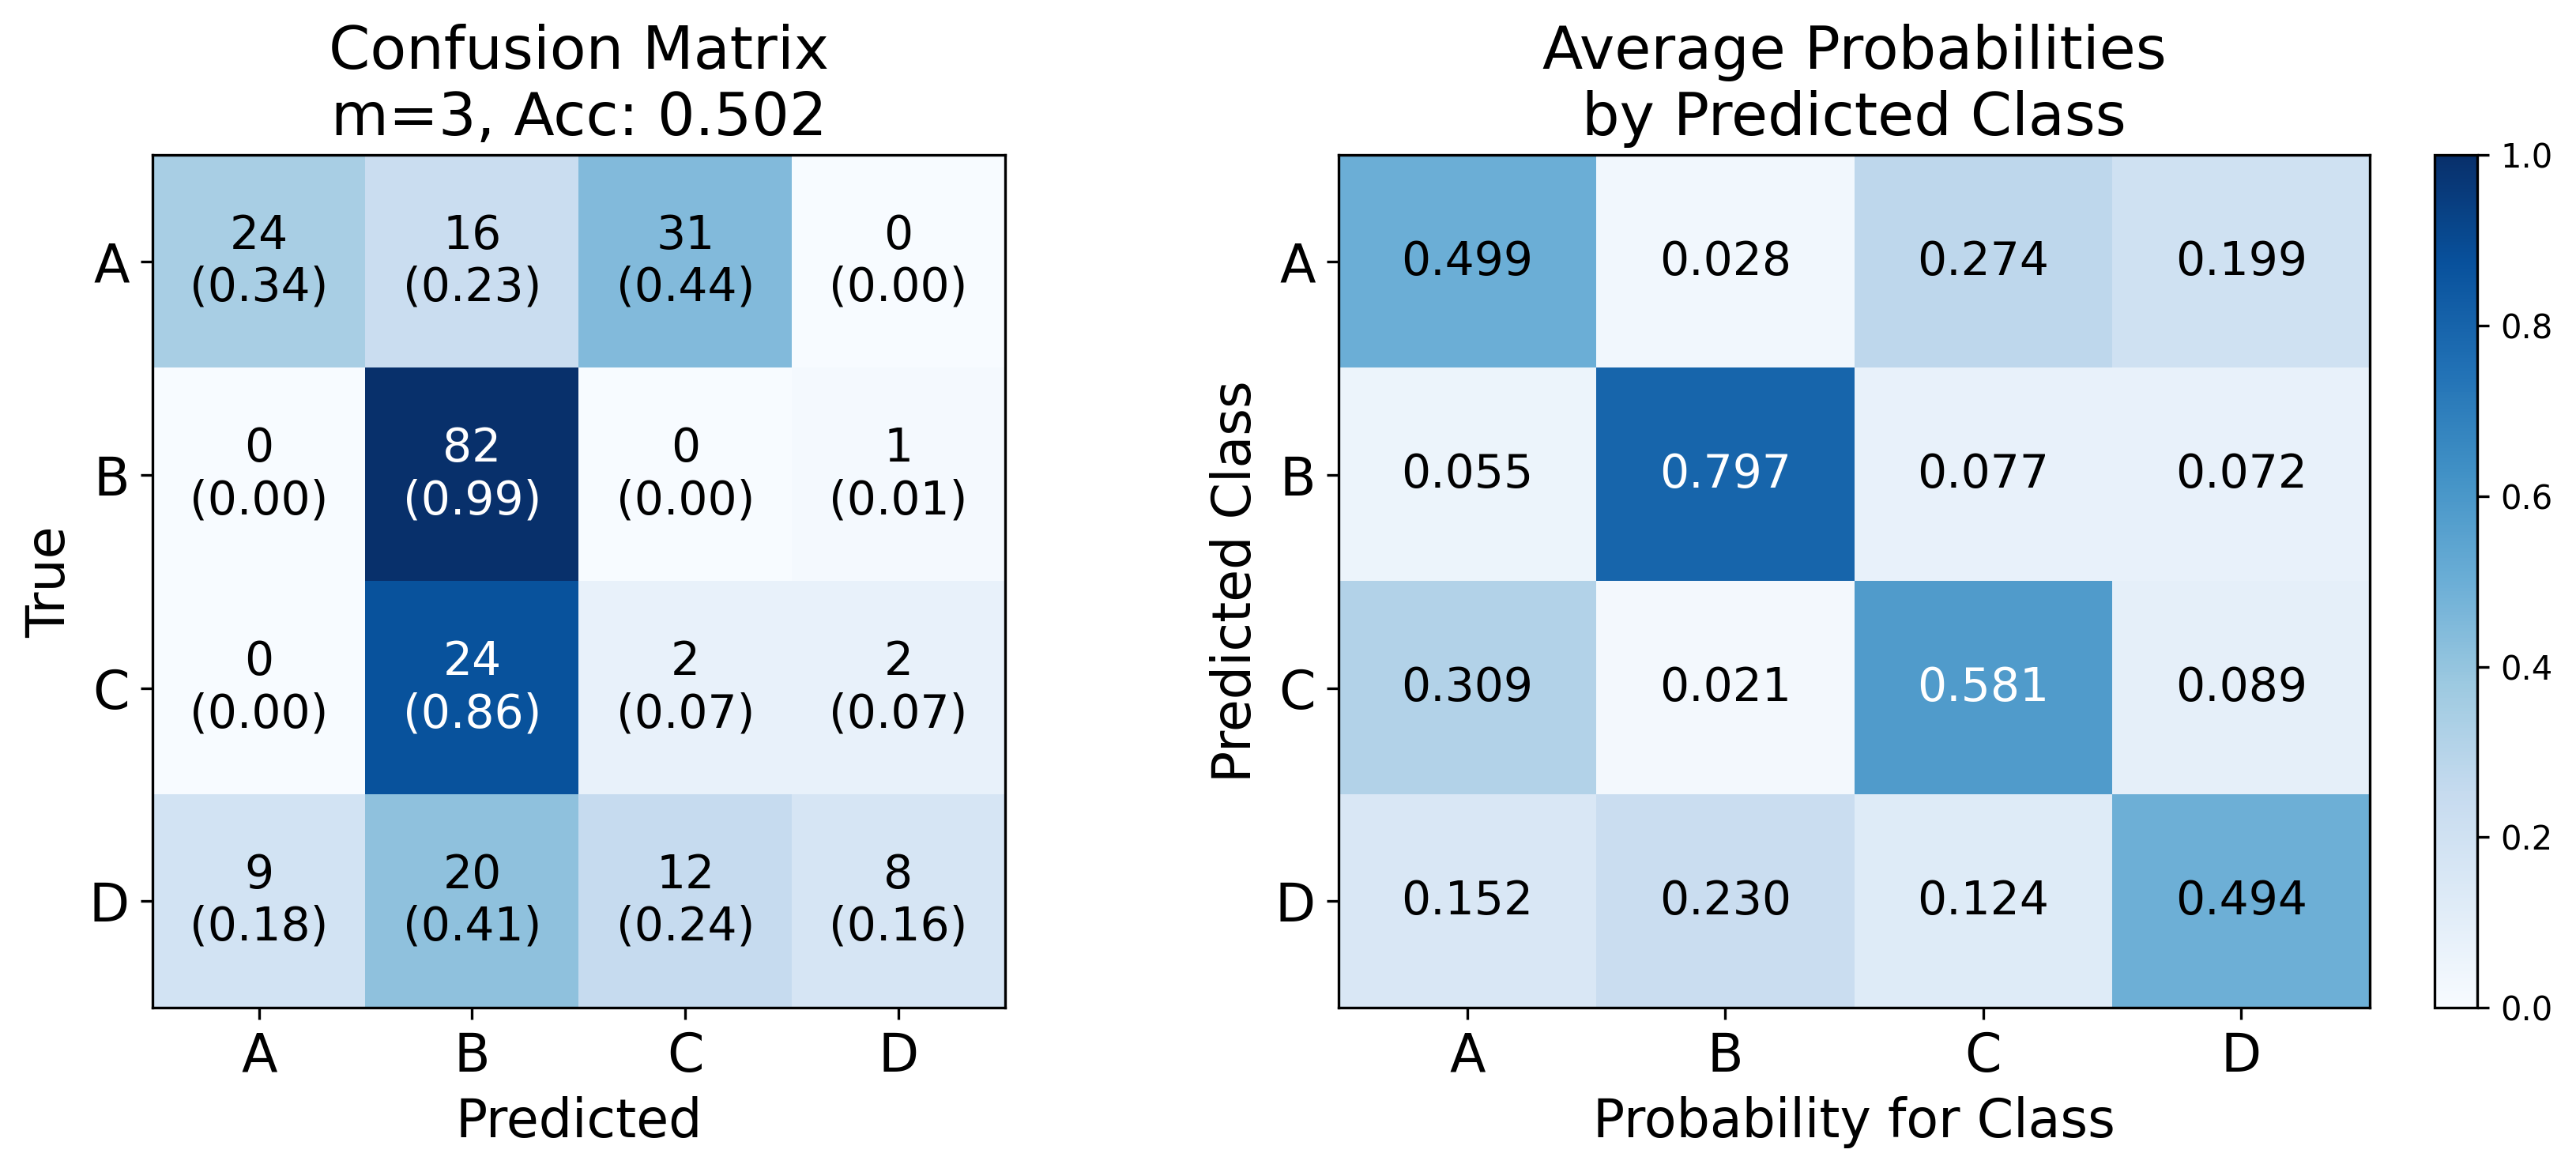 Confusion Matrix
m=3, Acc: 0.502
True
A
24
(0.34)
16
(0.23)
31
(0.44)
0
(0.00)
B
0
(0.00)
82
(0.99)
0
(0.00)
1
(0.01)
C
0
(0.00)
24
(0.86)
2
(0.07)
2
(0.07)
D
9
(0.18)
20
(0.41)
12
(0.24)
8
(0.16)
A B C D
Predicted
Average Probabilities
by Predicted Class
Predicted Class
A 0.499 0.028 0.274 0.199
B 0.055 0.797 0.077 0.072
C 0.309 0.021 0.581 0.089
D 0.152 0.230 0.124 0.494
A B C D
Probability for Class
1.0
0.8
0.6
0.4
0.2
0.0